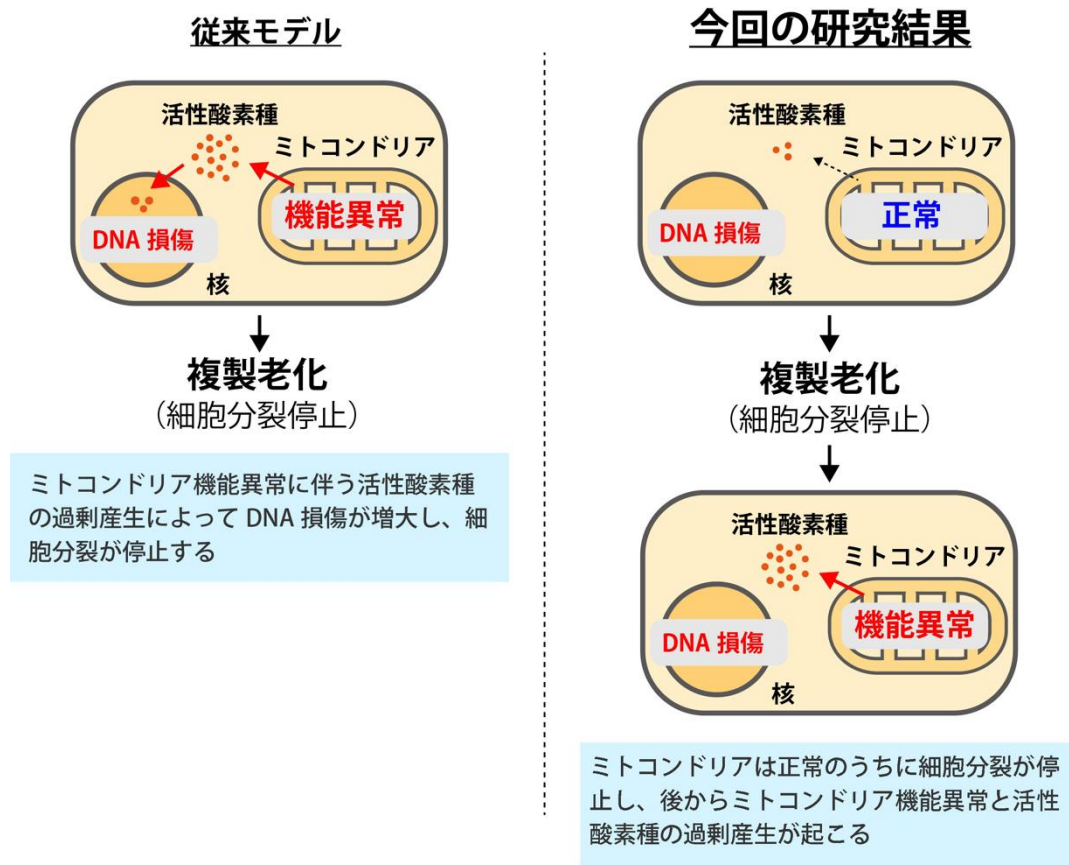 従来モデル
活性酸素種
ミトコンドリア
機能異常
DNA 損傷
核
複製老化
（細胞分裂停止）
ミトコンドリア機能異常に伴う活性酸素種
の過剰産生によって DNA 損傷が増大し、細
胞分裂が停止する
今回の研究結果
活性酸素種
ミトコンドリア
正常
DNA 損傷
核
複製老化
（細胞分裂停止）
活性酸素種
ミトコンドリア
機能異常
DNA 損傷
核
ミトコンドリアは正常のうちに細胞分裂が停
止し、後からミトコンドリア機能異常と活性
酸素種の過剰産生が起こる